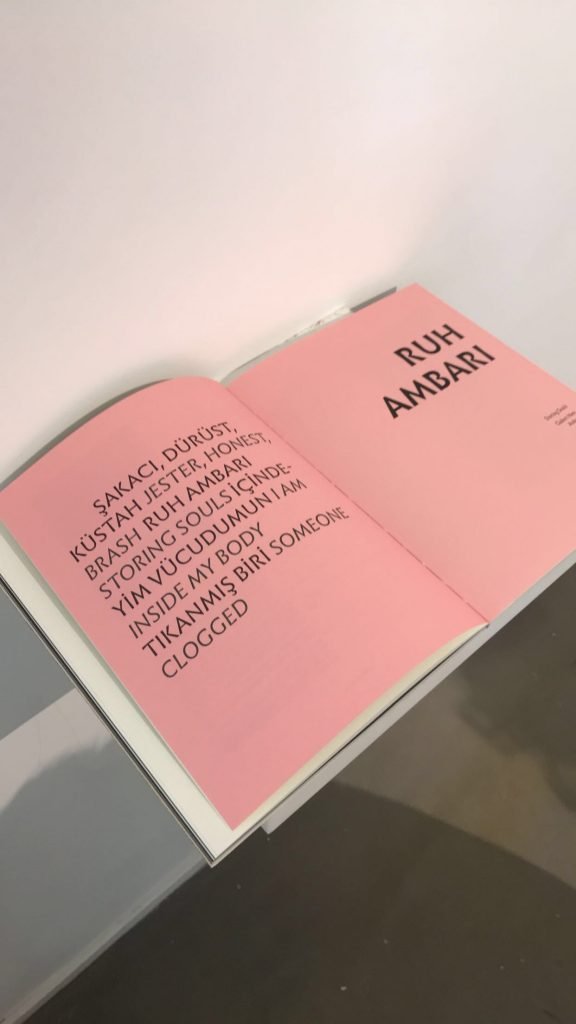 ŞAKACI, DÜRÜST,
KÜSTAH JESTER, HONEST,
BRASH RUH AMBARI
STORING SOULS İÇİNDE-
YİM VÜCUDUMUN I AM
INSIDE MY BODY
TIKANMIŞ BİRİ SOMEONE
CLOGGED
RUH
AMBARI